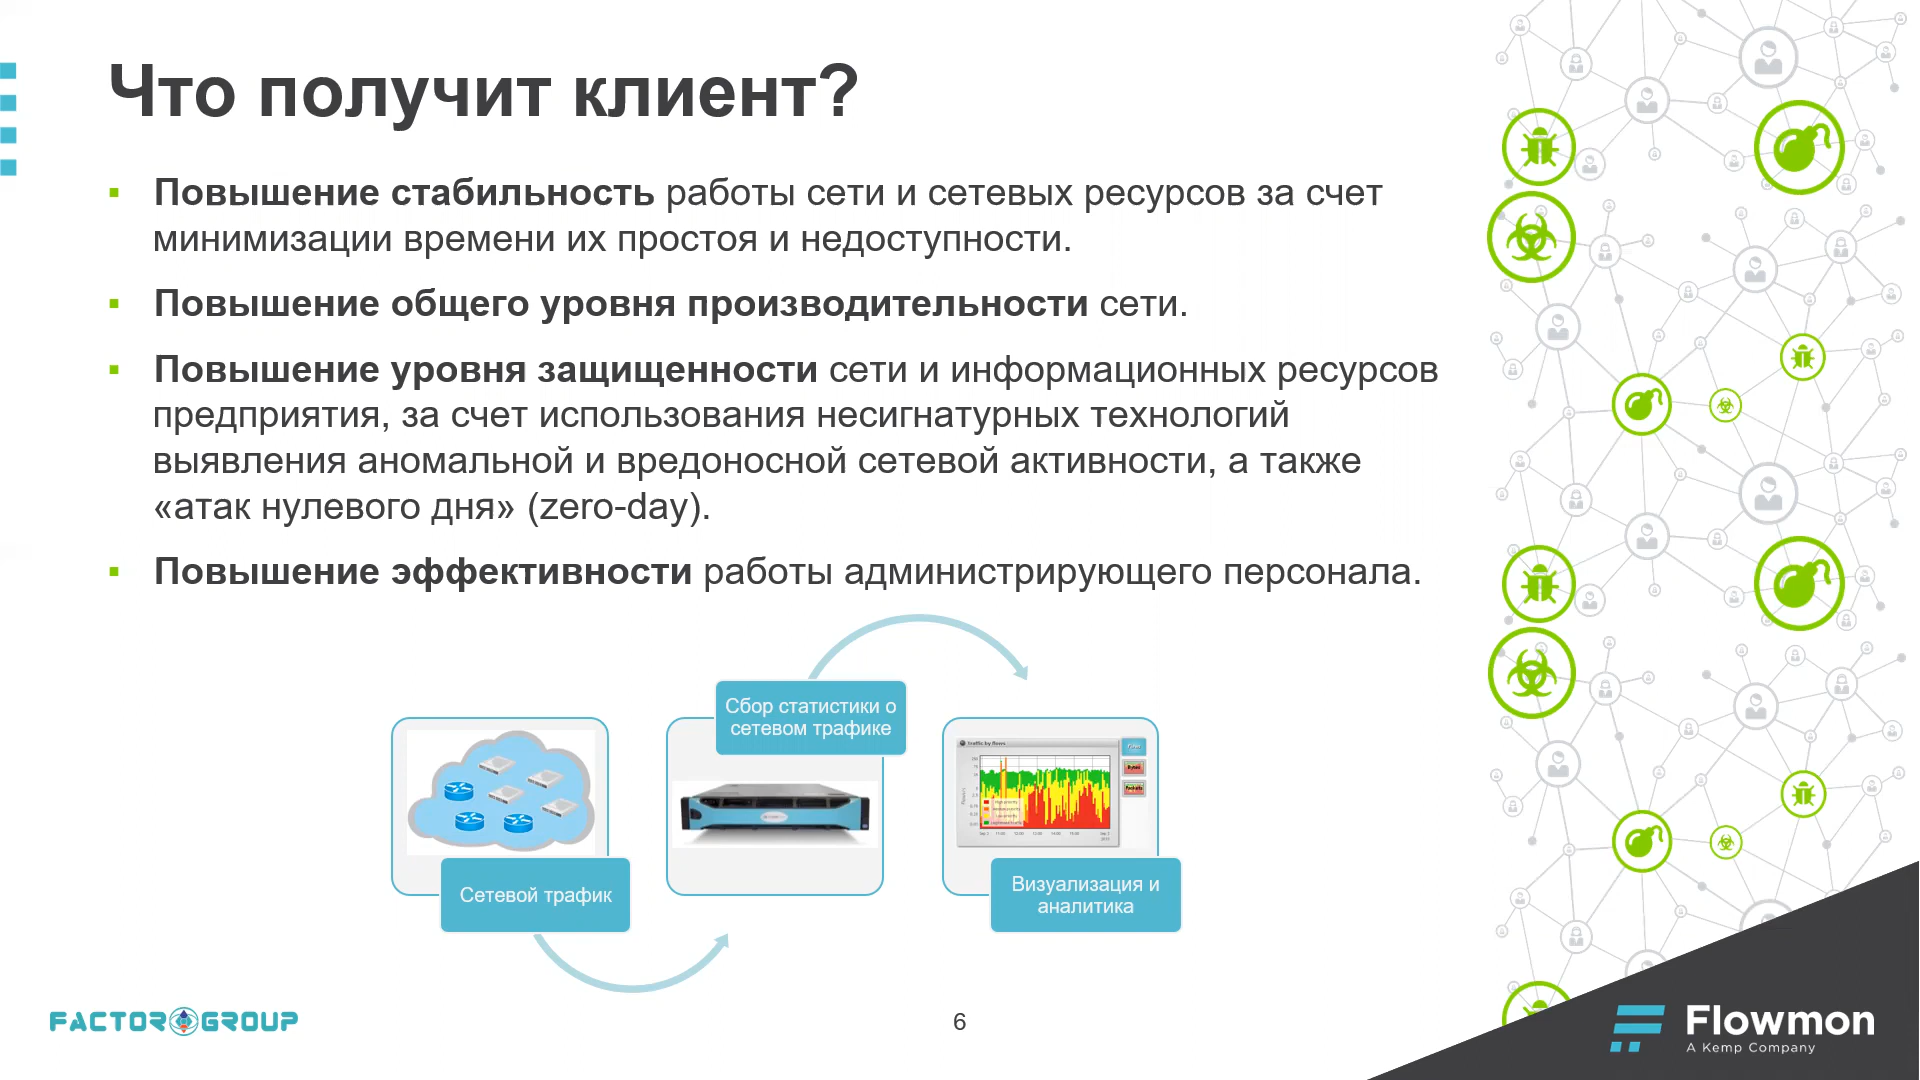 Что получит клиент?
Повышение стабильность работы сети и сетевых ресурсов за счет
минимизации времени их простоя и недоступности.
Повышение общего уровня производительности сети.
Повышение уровня защищенности сети и информационных ресурсов
предприятия, за счет использования несигнатурных технологий
выявления аномальной и вредоносной сетевой активности, а также
«атак нулевого дня» (zero-day).
Повышение эффективности работы администрирующего персонала.
Сбор статистики о
сетевом трафике
Traffic by flows
Сетевой трафик
Визуализация и
аналитика
FACTOR GROUP
6
Flowmon
A Kemp Company